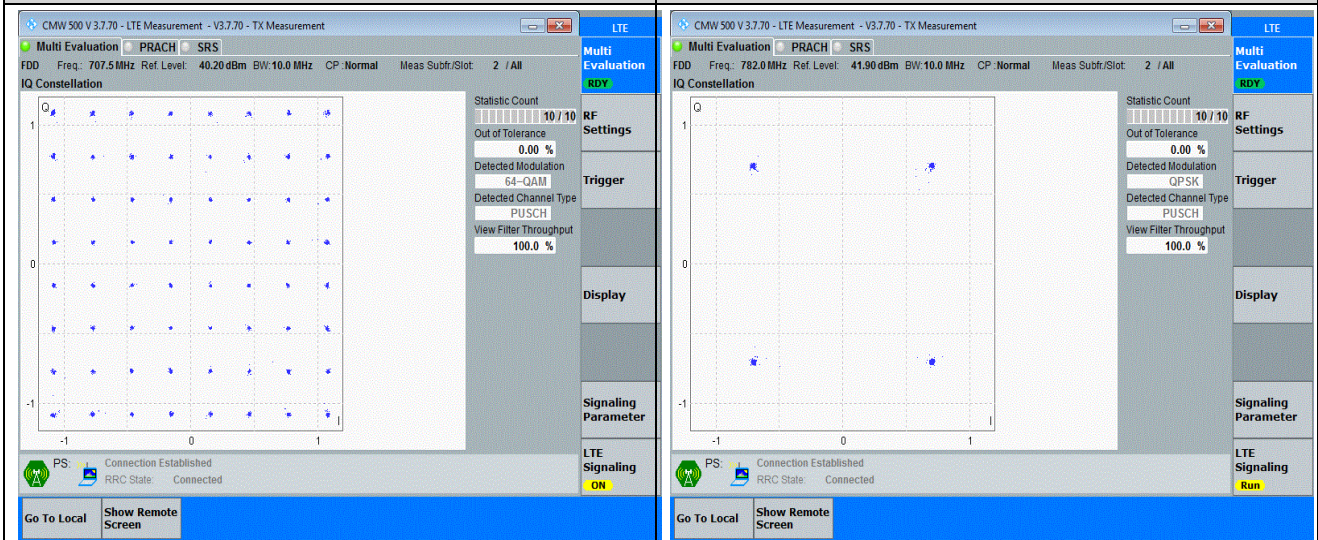 CMW 500 V 3.7.70 - LTE Measurement - V3.7.70 - TX Measurement
LTE
Multi Evaluation PRACH SRS
Multi
Evaluation
RDY
FDD Freq.: 707.5 MHz Ref. Level: 40.20 dBm BW: 10.0 MHz CP : Normal Meas Subfr./Slot: 2 / All
IQ Constellation
Q
1
0
-1
-1 0 1
I
Statistic Count
10 / 10
Out of Tolerance
0.00 %
Detected Modulation
64-QAM
Detected Channel Type
PUSCH
View Filter Throughput
100.0 %
RF
Settings
Trigger
Display
Signaling
Parameter
LTE
Signaling
ON
PS: Connection Established
RRC State: Connected
Go To Local
Show Remote
Screen
CMW 500 V 3.7.70 - LTE Measurement - V3.7.70 - TX Measurement
LTE
Multi Evaluation PRACH SRS
Multi
Evaluation
RDY
FDD Freq.: 782.0 MHz Ref. Level: 41.90 dBm BW: 10.0 MHz CP : Normal Meas Subfr./Slot: 2 / All
IQ Constellation
Q
1
0
-1
-1 0 1
I
Statistic Count
10 / 10
Out of Tolerance
0.00 %
Detected Modulation
QPSK
Detected Channel Type
PUSCH
View Filter Throughput
100.0 %
RF
Settings
Trigger
Display
Signaling
Parameter
LTE
Signaling
Run
PS: Connection Established
RRC State: Connected
Go To Local
Show Remote
Screen